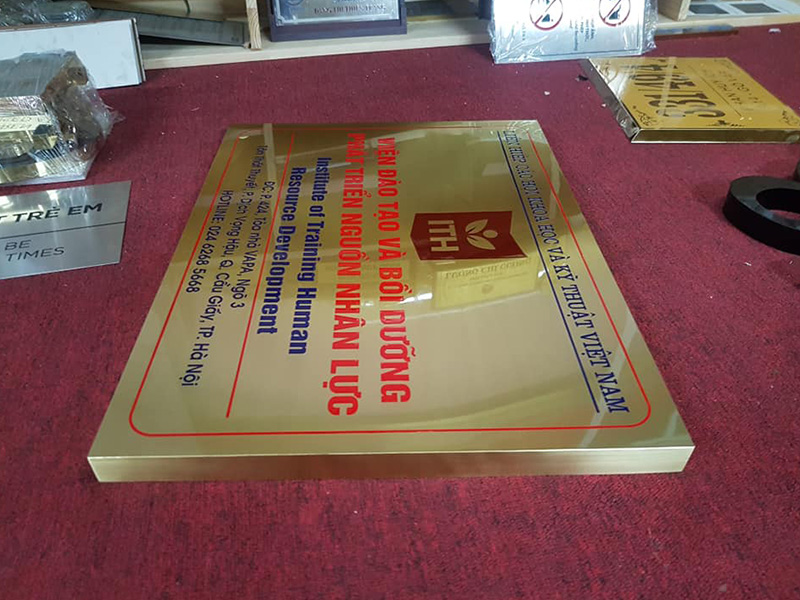 LIÊN HIỆP CÁC HỘI KHOA HỌC VÀ KỸ THUẬT VIỆT NAM
ITH
VIỆN ĐÀO TẠO VÀ BỒI DƯỠNG
PHÁT TRIỂN NGUỒN NHÂN LỰC
Institute of Training Human
Resource Development
ĐC: P.424, Tòa nhà VAPA, Ngõ 3
Tôn Thất Thuyết, P. Dịch Vọng Hậu, Q. Cầu Giấy, TP. Hà Nội
HOTLINE: 024 6268 5668
TRẺ EM
BE
TIMES